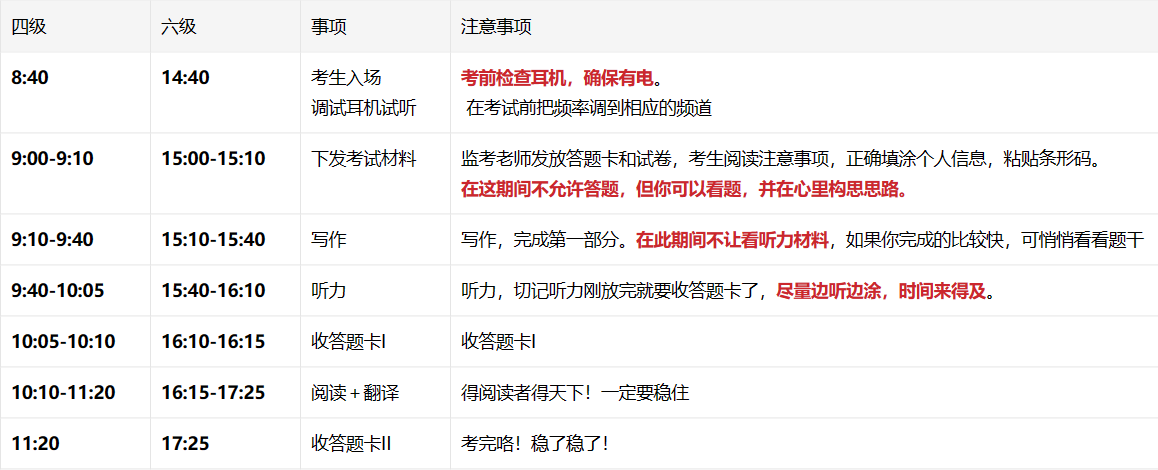 四级 六级 事项 注意事项
8:40 14:40 考生入场 考前检查耳机，确保有电。
调试耳机试听 在考试前把频率调到相应的频道
9:00-9:10 15:00-15:10 下发考试材料 监考老师发放答题卡和试卷，考生阅读注意事项，正确填涂个人信息，粘贴条形码。
在这期间不允许答题，但你可以看题，并在心里构思思路。
9:10-9:40 15:10-15:40 写作 写作，完成第一部分。在此期间不让看听力材料，如果你完成的比较快，可悄悄看看题干
9:40-10:05 15:40-16:10 听力 听力，切记听力刚放完就要收答题卡了，尽量边听边涂，时间来得及。
10:05-10:10 16:10-16:15 收答题卡I 收答题卡I
10:10-11:20 16:15-17:25 阅读＋翻译 得阅读者得天下！一定要稳住
11:20 17:25 收答题卡II 考完咯！稳了稳了！